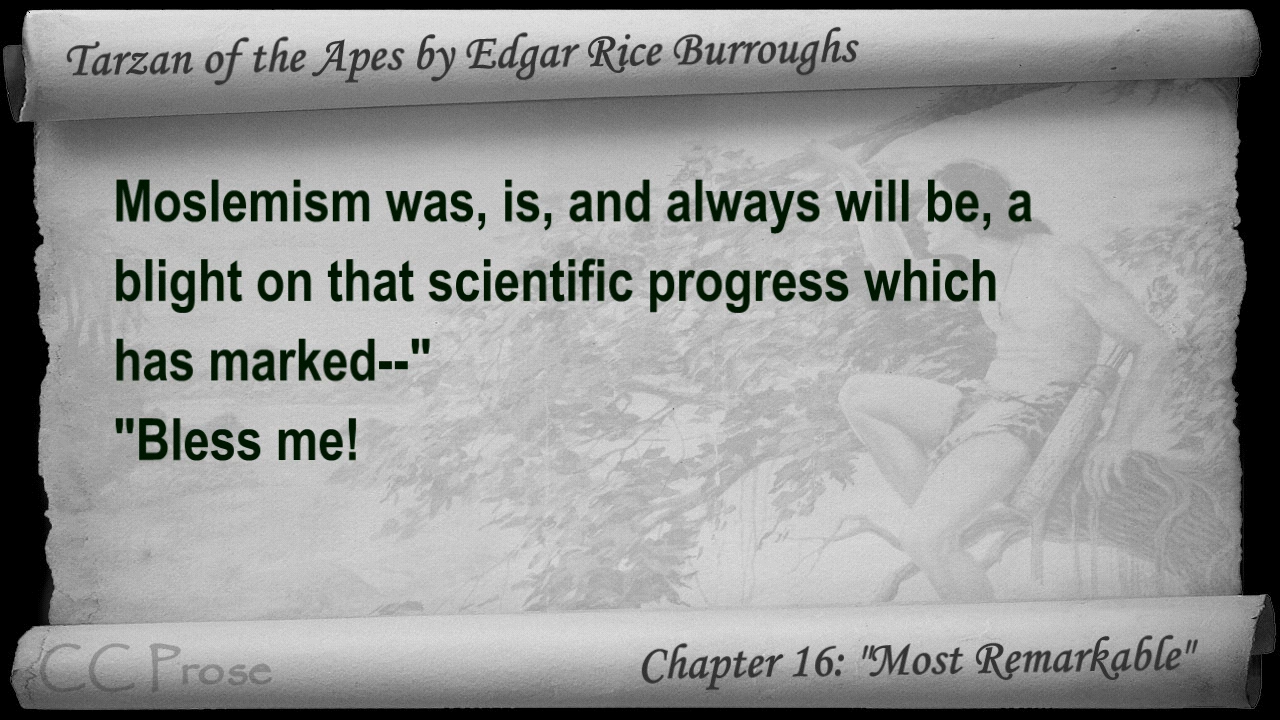 Tarzan of the Apes by Edgar Rice Burroughs
Moslemism was, is, and always will be, a
blight on that scientific progress which
has marked--"
"Bless me!
CC Prose
Chapter 16: "Most Remarkable"